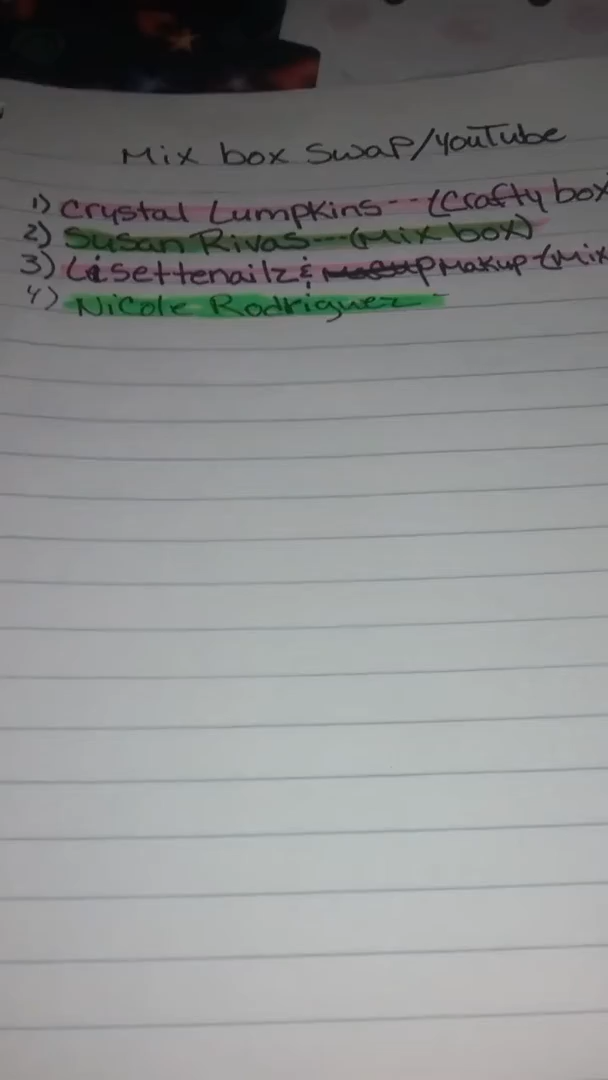 Mix box Swap/YouTube
1) Crystal Lumpkins---(Crafty box
2) Susan Rivas---(Mix box)
3) Lisettenailz & Makup-(Mix
4) Nicole Rodriguez-